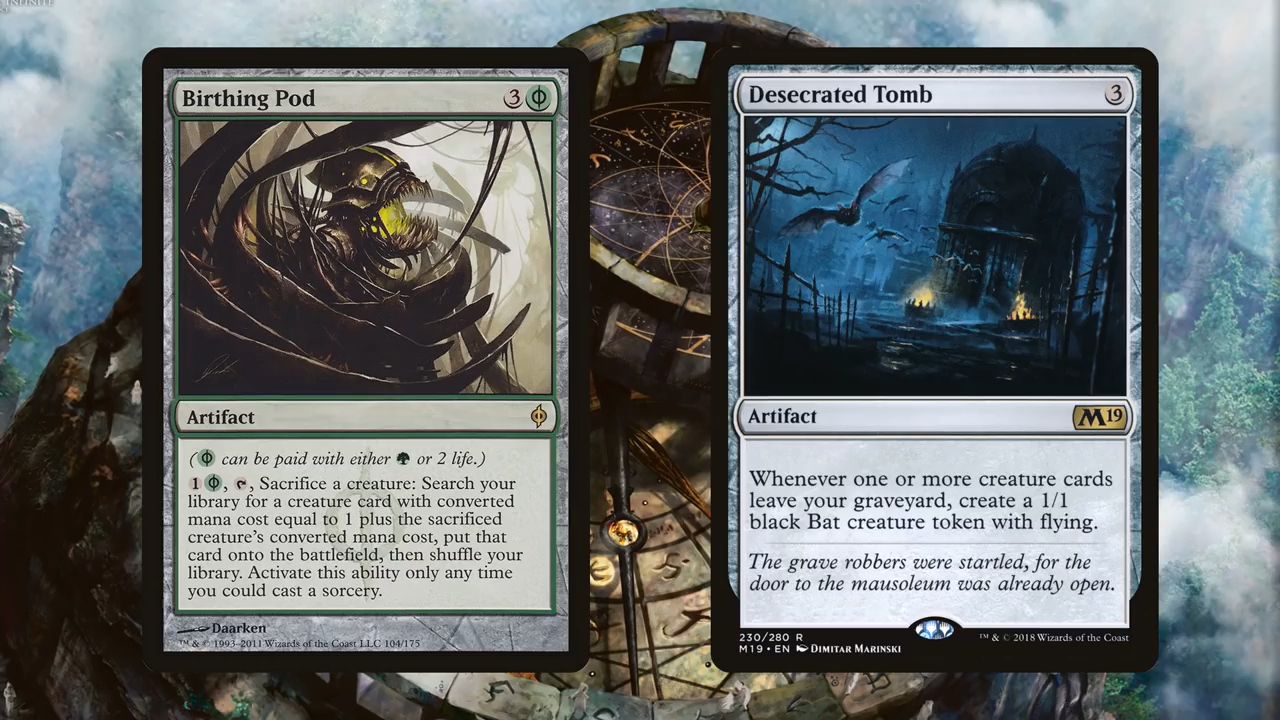 INFINITE
Birthing Pod 3
Artifact
( can be paid with either or 2 life.)
1 , , Sacrifice a creature: Search your
library for a creature card with converted
mana cost equal to 1 plus the sacrificed
creature's converted mana cost, put that
card onto the battlefield, then shuffle your
library. Activate this ability only any time
you could cast a sorcery.
Daarken
™ & © 1993–2011 Wizards of the Coast LLC 104/175
Desecrated Tomb 3
Artifact M19
Whenever one or more creature cards
leave your graveyard, create a 1/1
black Bat creature token with flying.
The grave robbers were startled, for the
door to the mausoleum was already open.
230/280 R
M19 • EN DIMITAR MARINSKI
™ & © 2018 Wizards of the Coast